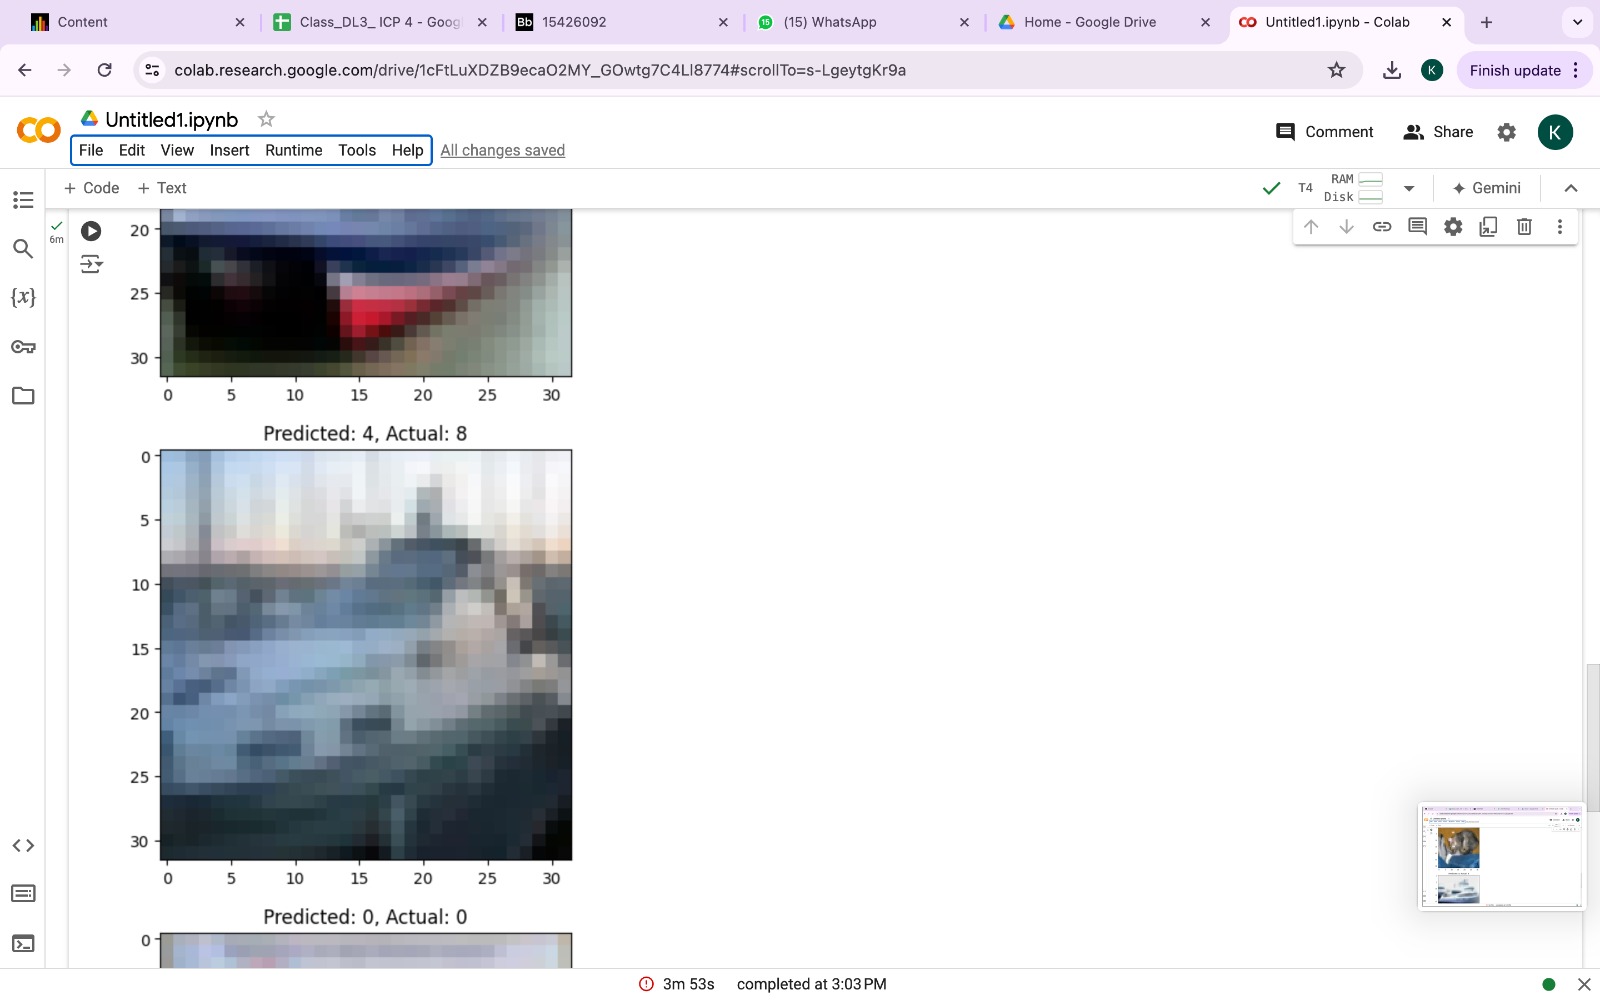 Content
Class_DL3_ ICP 4 - Goog
Bb 15426092
15 (15) WhatsApp
Home - Google Drive
Untitled1.ipynb - Colab
colab.research.google.com/drive/1cFtLuXDZB9ecaO2MY_GOwtg7C4Ll8774#scrollTo=s-LgeytgKr9a
K
Finish update
Untitled1.ipynb
File Edit View Insert Runtime Tools Help All changes saved
Comment
Share
K
+ Code + Text
T4
RAM
Disk
Gemini
6m
{x}
20
25
30
0 5 10 15 20 25 30
Predicted: 4, Actual: 8
0
5
10
15
20
25
30
0 5 10 15 20 25 30
Predicted: 0, Actual: 0
0
3m 53s completed at 3:03 PM